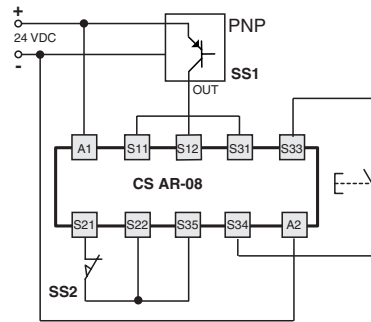 +
PNP
24 VDC
-
SS1
OUT
A1 S11 S12 S31 S33
CS AR-08
S21 S22 S35 S34 A2
SS2